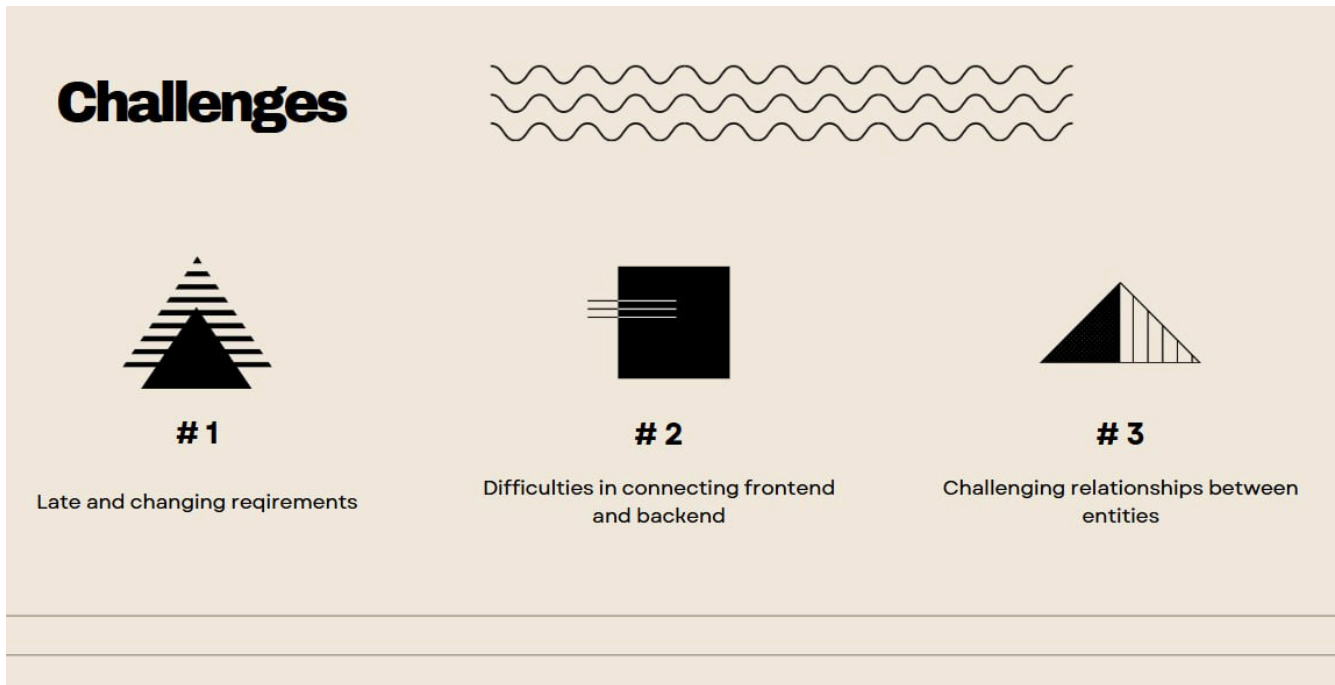 Challenges
# 1
Late and changing reqirements
# 2
Difficulties in connecting frontend
and backend
# 3
Challenging relationships between
entities